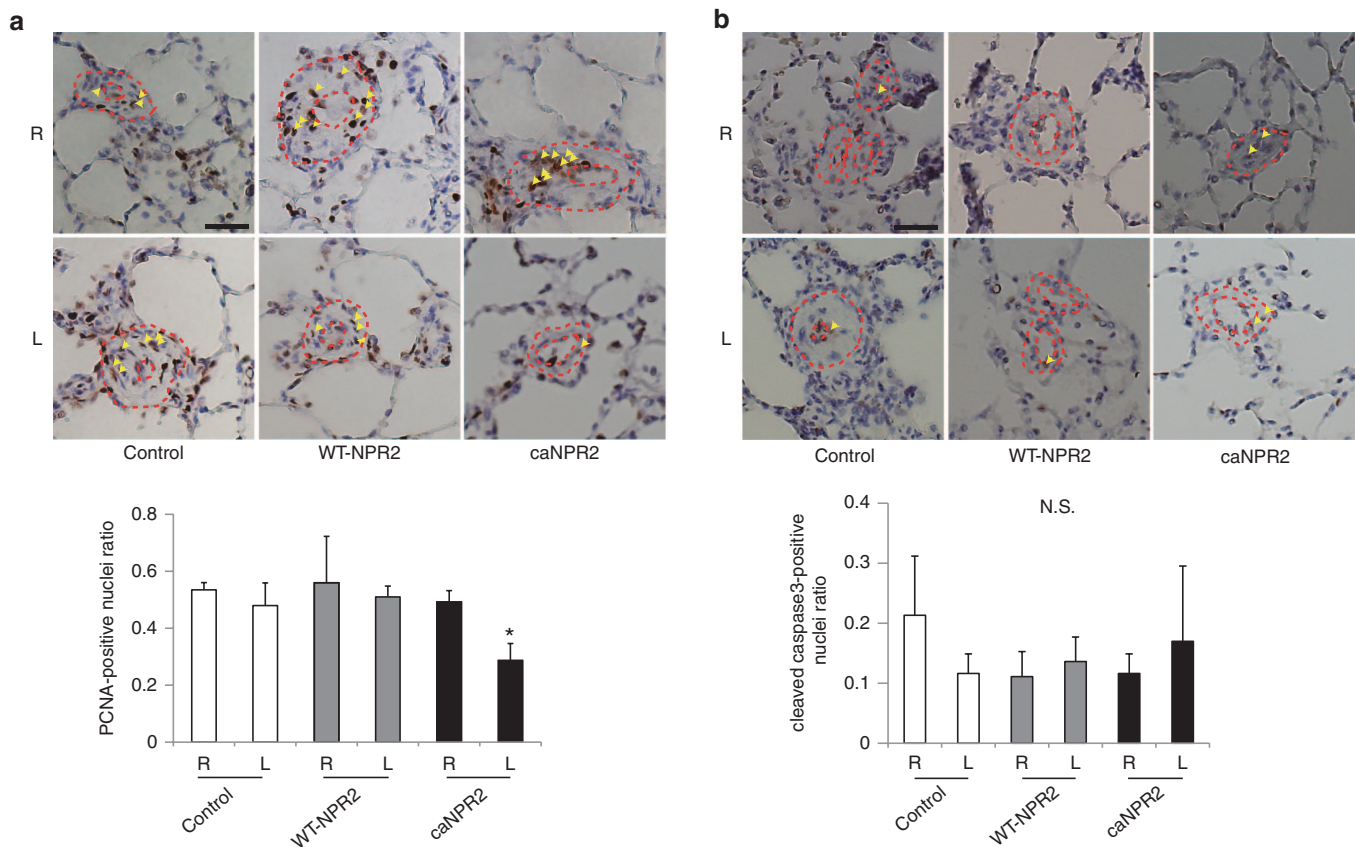 a
R
L
Control WT-NPR2 caNPR2
PCNA-positive nuclei ratio
0.8
0.6
0.4
0.2
0
*
R L R L R L
Control WT-NPR2 caNPR2
b
R
L
Control WT-NPR2 caNPR2
cleaved caspase3-positive
nuclei ratio
0.4
0.3
0.2
0.1
0
N.S.
R L R L R L
Control WT-NPR2 caNPR2